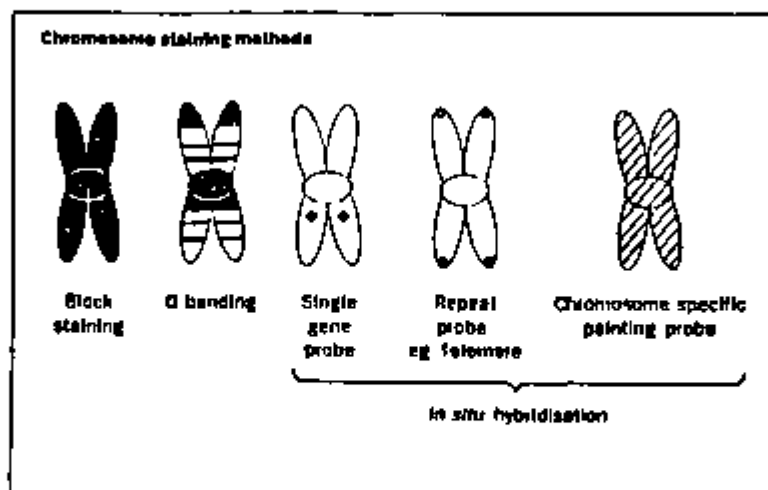 Chromosome staining methods
Block
staining
G banding
Single
gene
probe
Repeat
probe
eg Telomere
Chromosome specific
painting probe
In situ hybridisation